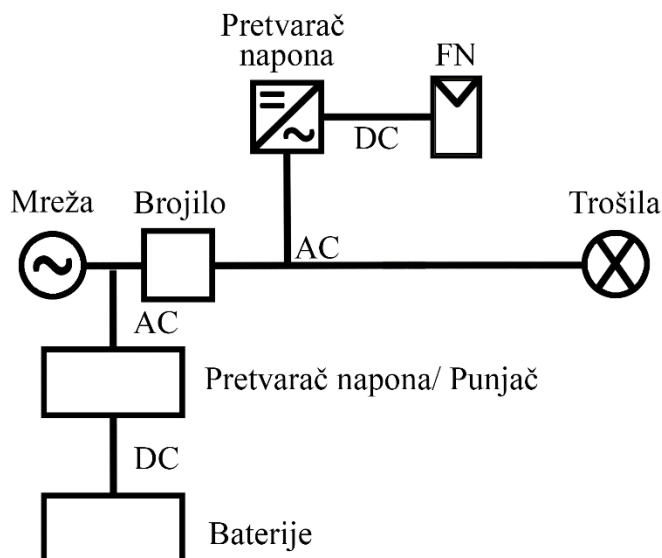 Pretvarač
napona
FN
DC
Mreža
Brojilo
Trošila
AC
AC
Pretvarač napona/ Punjač
DC
Baterije